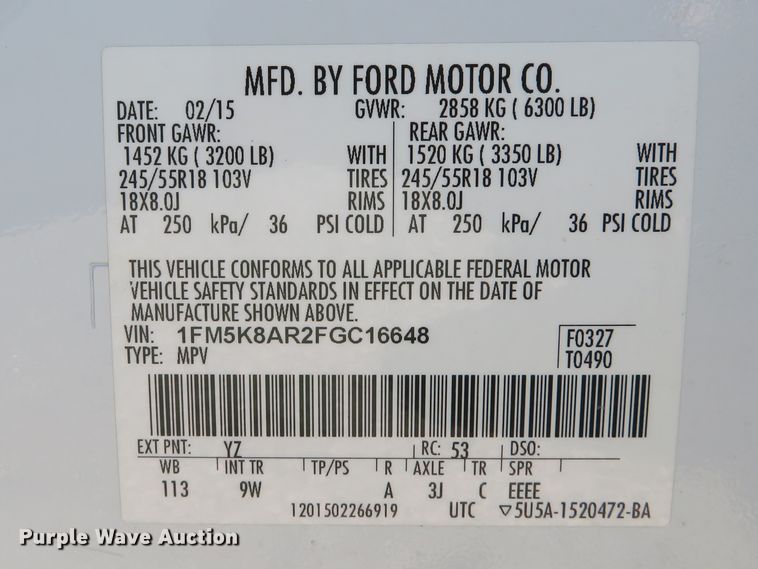 MFD. BY FORD MOTOR CO.
DATE: 02/15 GVWR: 2858 KG ( 6300 LB)
FRONT GAWR: REAR GAWR:
1452 KG ( 3200 LB) WITH 1520 KG ( 3350 LB) WITH
245/55R18 103V TIRES 245/55R18 103V TIRES
18X8.0J RIMS 18X8.0J RIMS
AT 250 kPa/ 36 PSI COLD AT 250 kPa/ 36 PSI COLD
THIS VEHICLE CONFORMS TO ALL APPLICABLE FEDERAL MOTOR
VEHICLE SAFETY STANDARDS IN EFFECT ON THE DATE OF
MANUFACTURE SHOWN ABOVE.
VIN: 1FM5K8AR2FGC16648 F0327
TYPE: MPV T0490
EXT PNT: YZ RC: 53 DSO:
WB INT TR TP/PS R AXLE TR SPR
113 9W A 3J C EEEE
1201502266919 UTC ▽5U5A-1520472-BA
Purple Wave Auction